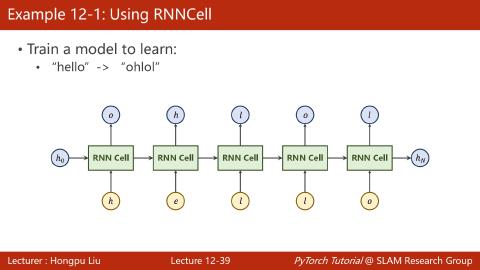 Example 12-1: Using RNNCell
• Train a model to learn:
• “hello” -> “ohlol”
o h l o l
h₀ RNN Cell RNN Cell RNN Cell RNN Cell RNN Cell h_N
h e l l o
Lecturer : Hongpu Liu Lecture 12-39 PyTorch Tutorial @ SLAM Research Group